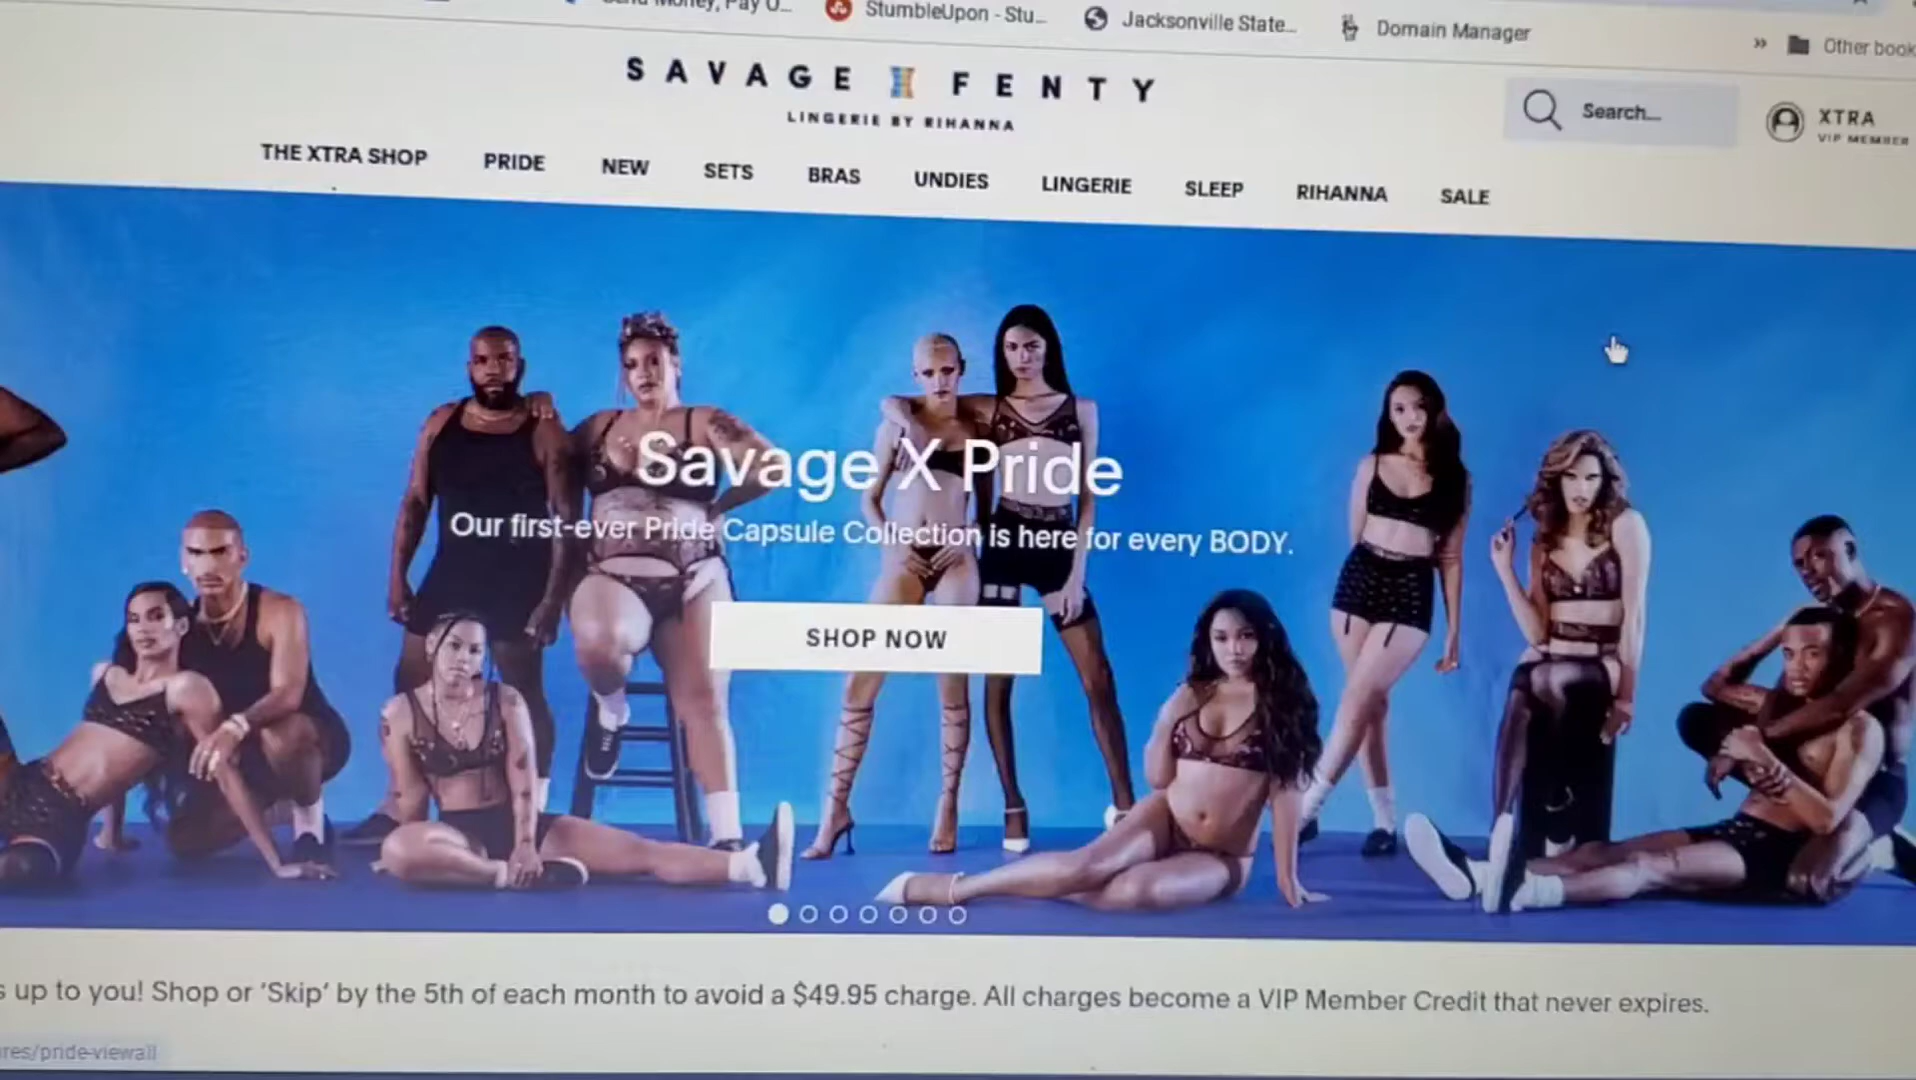 StumbleUpon - Stu...
Jacksonville State...
Domain Manager
» Other book
SAVAGE X FENTY
LINGERIE BY RIHANNA
Search...
XTRA
VIP MEMBER
THE XTRA SHOP PRIDE NEW SETS BRAS UNDIES LINGERIE SLEEP RIHANNA SALE
Savage X Pride
Our first-ever Pride Capsule Collection is here for every BODY.
SHOP NOW
s up to you! Shop or ‘Skip’ by the 5th of each month to avoid a $49.95 charge. All charges become a VIP Member Credit that never expires.
res/pride-viewall